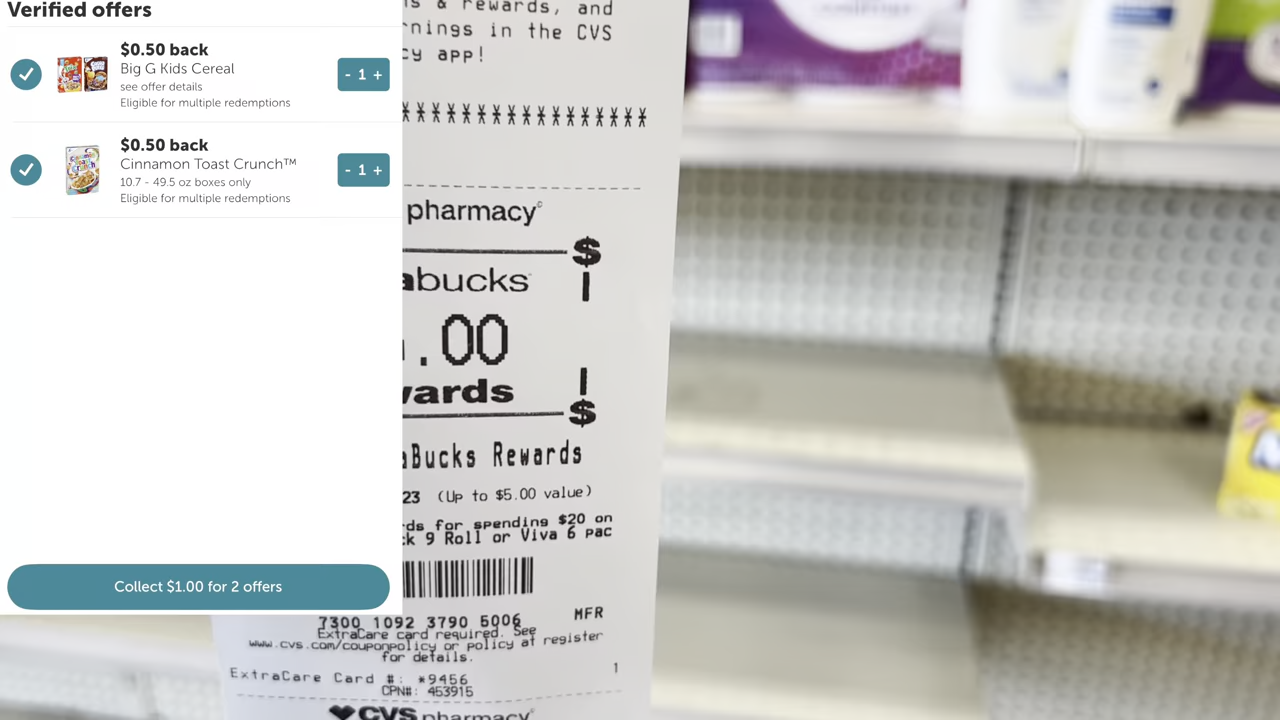 Verified offers
$0.50 back
Big G Kids Cereal
see offer details
Eligible for multiple redemptions
- 1 +
$0.50 back
Cinnamon Toast Crunch™
10.7 - 49.5 oz boxes only
Eligible for multiple redemptions
- 1 +
Collect $1.00 for 2 offers
& rewards, and
in the CVS
app!
*****************
pharmacy
$
abucks
.00
wards
$
aBucks Rewards
23 (Up to $5.00 value)
for spending $20 on
9 Roll or Viva 6 pac
7300 1092 3790 5006
MFR
ExtraCare card required. See
www.cvs.com/couponpolicy or policy at register
for details.
1
ExtraCare Card #: *9456
CPN#: 453915
CVS pharmacy